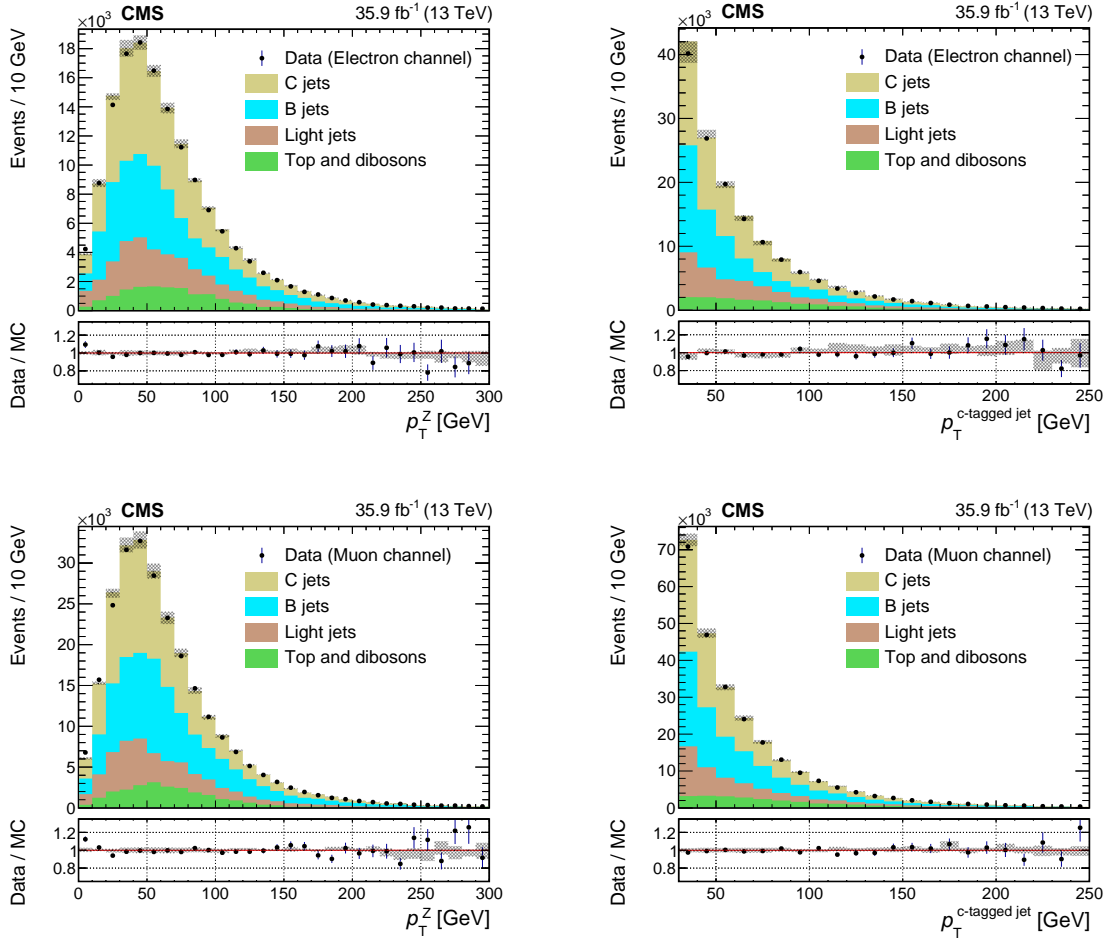 CMS 35.9 fb⁻¹ (13 TeV)
×10³
Events / 10 GeV
18
16
14
12
10
8
6
4
2
0
Data (Electron channel)
C jets
B jets
Light jets
Top and dibosons
Data / MC
1.2
1
0.8
0 50 100 150 200 250 300
p_T^Z [GeV]
CMS 35.9 fb⁻¹ (13 TeV)
×10³
Events / 10 GeV
40
30
20
10
0
Data (Electron channel)
C jets
B jets
Light jets
Top and dibosons
Data / MC
1.2
1
0.8
50 100 150 200 250
p_T^c-tagged jet [GeV]
CMS 35.9 fb⁻¹ (13 TeV)
×10³
Events / 10 GeV
30
25
20
15
10
5
0
Data (Muon channel)
C jets
B jets
Light jets
Top and dibosons
Data / MC
1.2
1
0.8
0 50 100 150 200 250 300
p_T^Z [GeV]
CMS 35.9 fb⁻¹ (13 TeV)
×10³
Events / 10 GeV
70
60
50
40
30
20
10
0
Data (Muon channel)
C jets
B jets
Light jets
Top and dibosons
Data / MC
1.2
1
0.8
50 100 150 200 250
p_T^c-tagged jet [GeV]